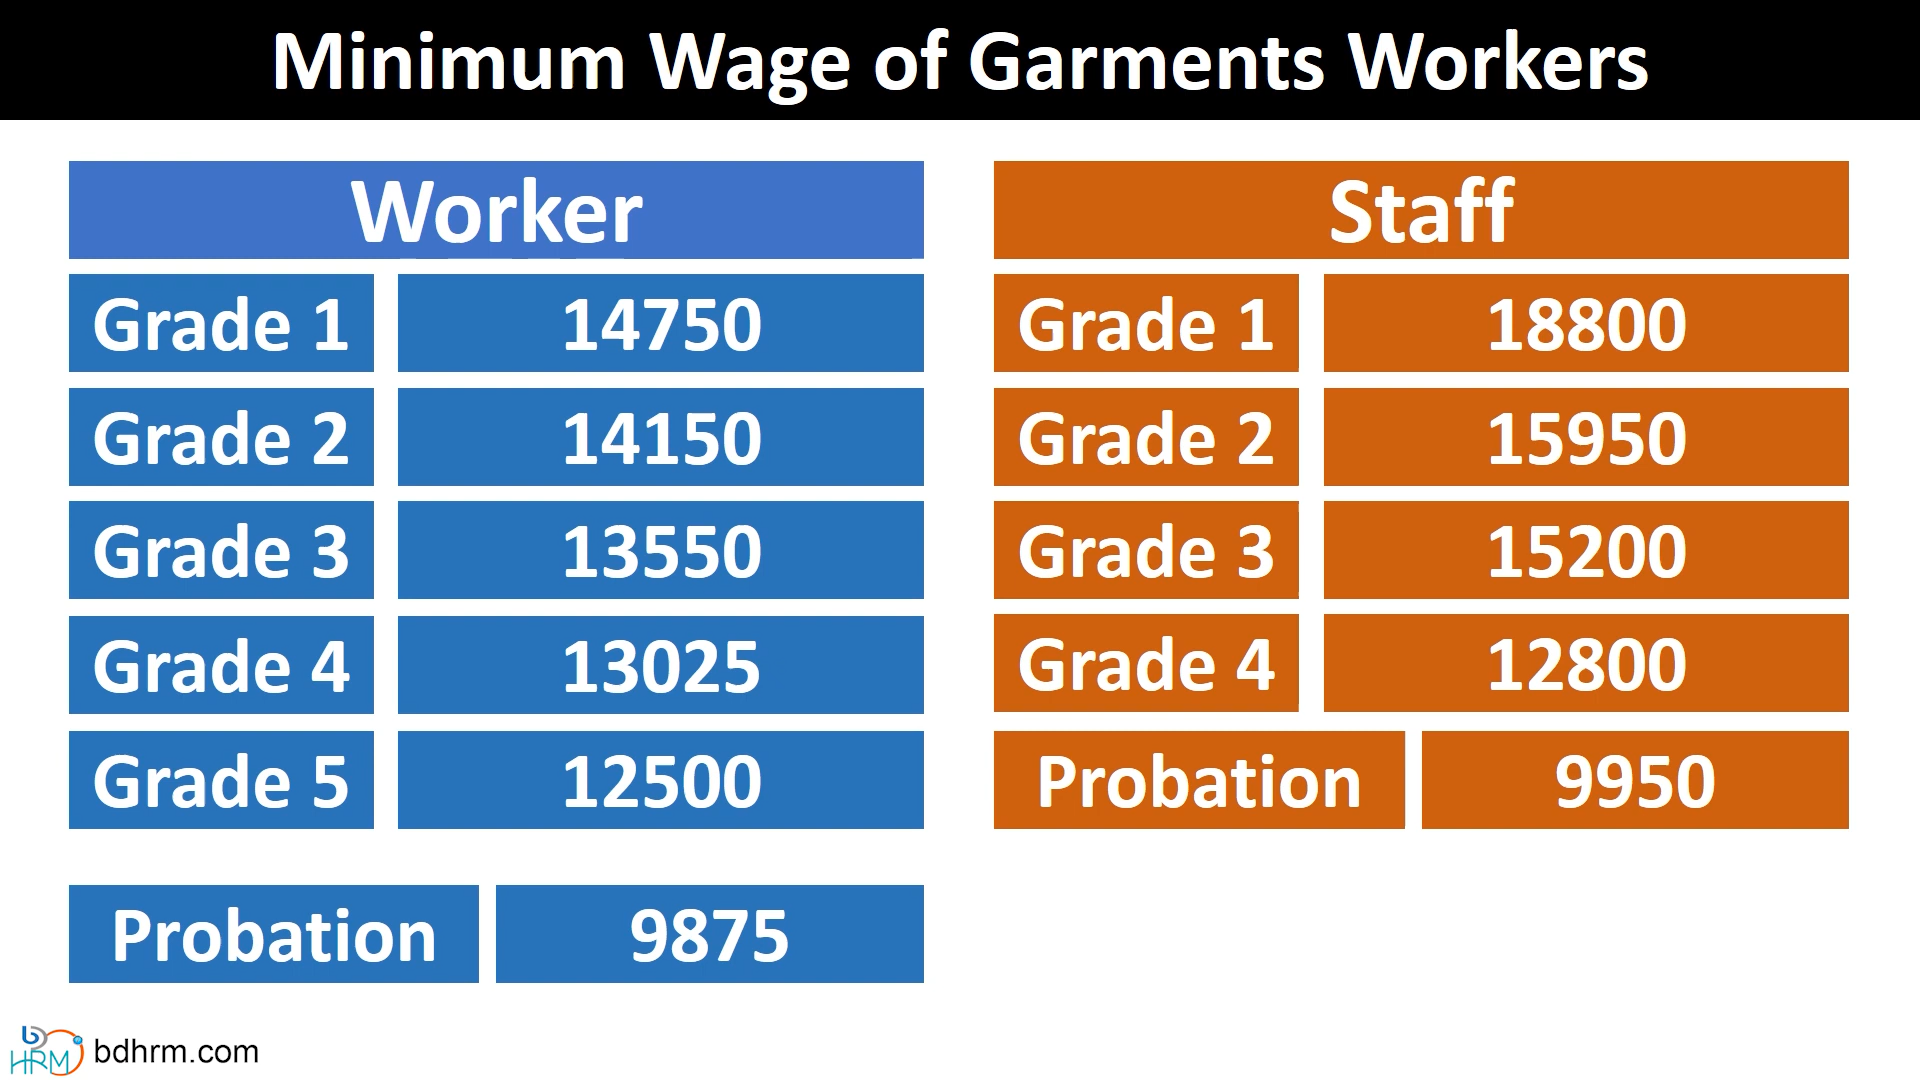 Minimum Wage of Garments Workers
Worker
Grade 1 14750
Grade 2 14150
Grade 3 13550
Grade 4 13025
Grade 5 12500
Probation 9875
Staff
Grade 1 18800
Grade 2 15950
Grade 3 15200
Grade 4 12800
Probation 9950
b HRM bdhrm.com